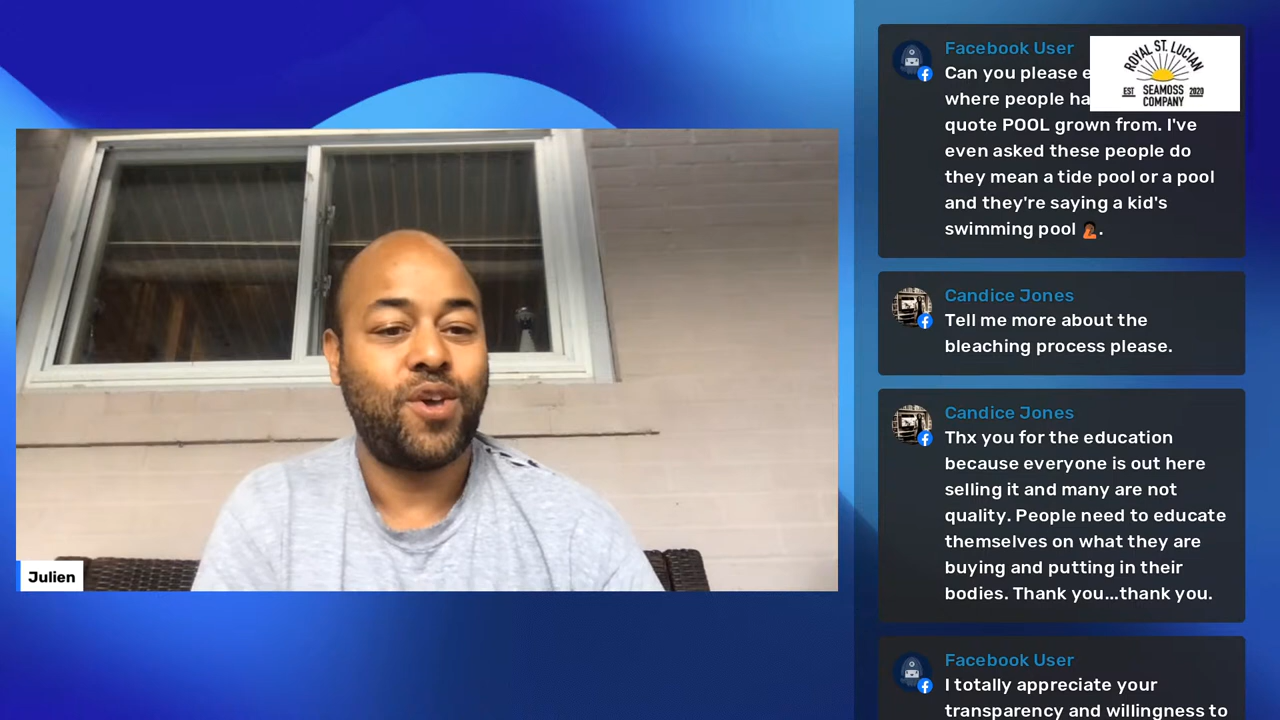 Facebook User
Can you please
where people
quote POOL grown from. I've
even asked these people do
they mean a tide pool or a pool
and they're saying a kid's
swimming pool 🤦🏾.
ROYAL ST. LUCIAN
EST. SEAMOSS 2020
COMPANY
Candice Jones
Tell me more about the
bleaching process please.
Candice Jones
Thx you for the education
because everyone is out here
selling it and many are not
quality. People need to educate
themselves on what they are
buying and putting in their
bodies. Thank you...thank you.
Facebook User
I totally appreciate your
transparency and willingness to
Julien